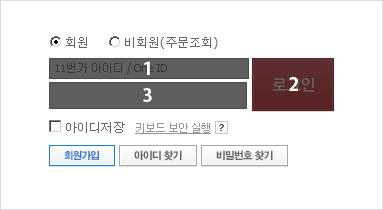 회원 비회원(주문조회)
11번가 아이디 / One ID
1
로그인
2
3
아이디저장 키보드 보안 실행 ?
회원가입 아이디 찾기 비밀번호 찾기